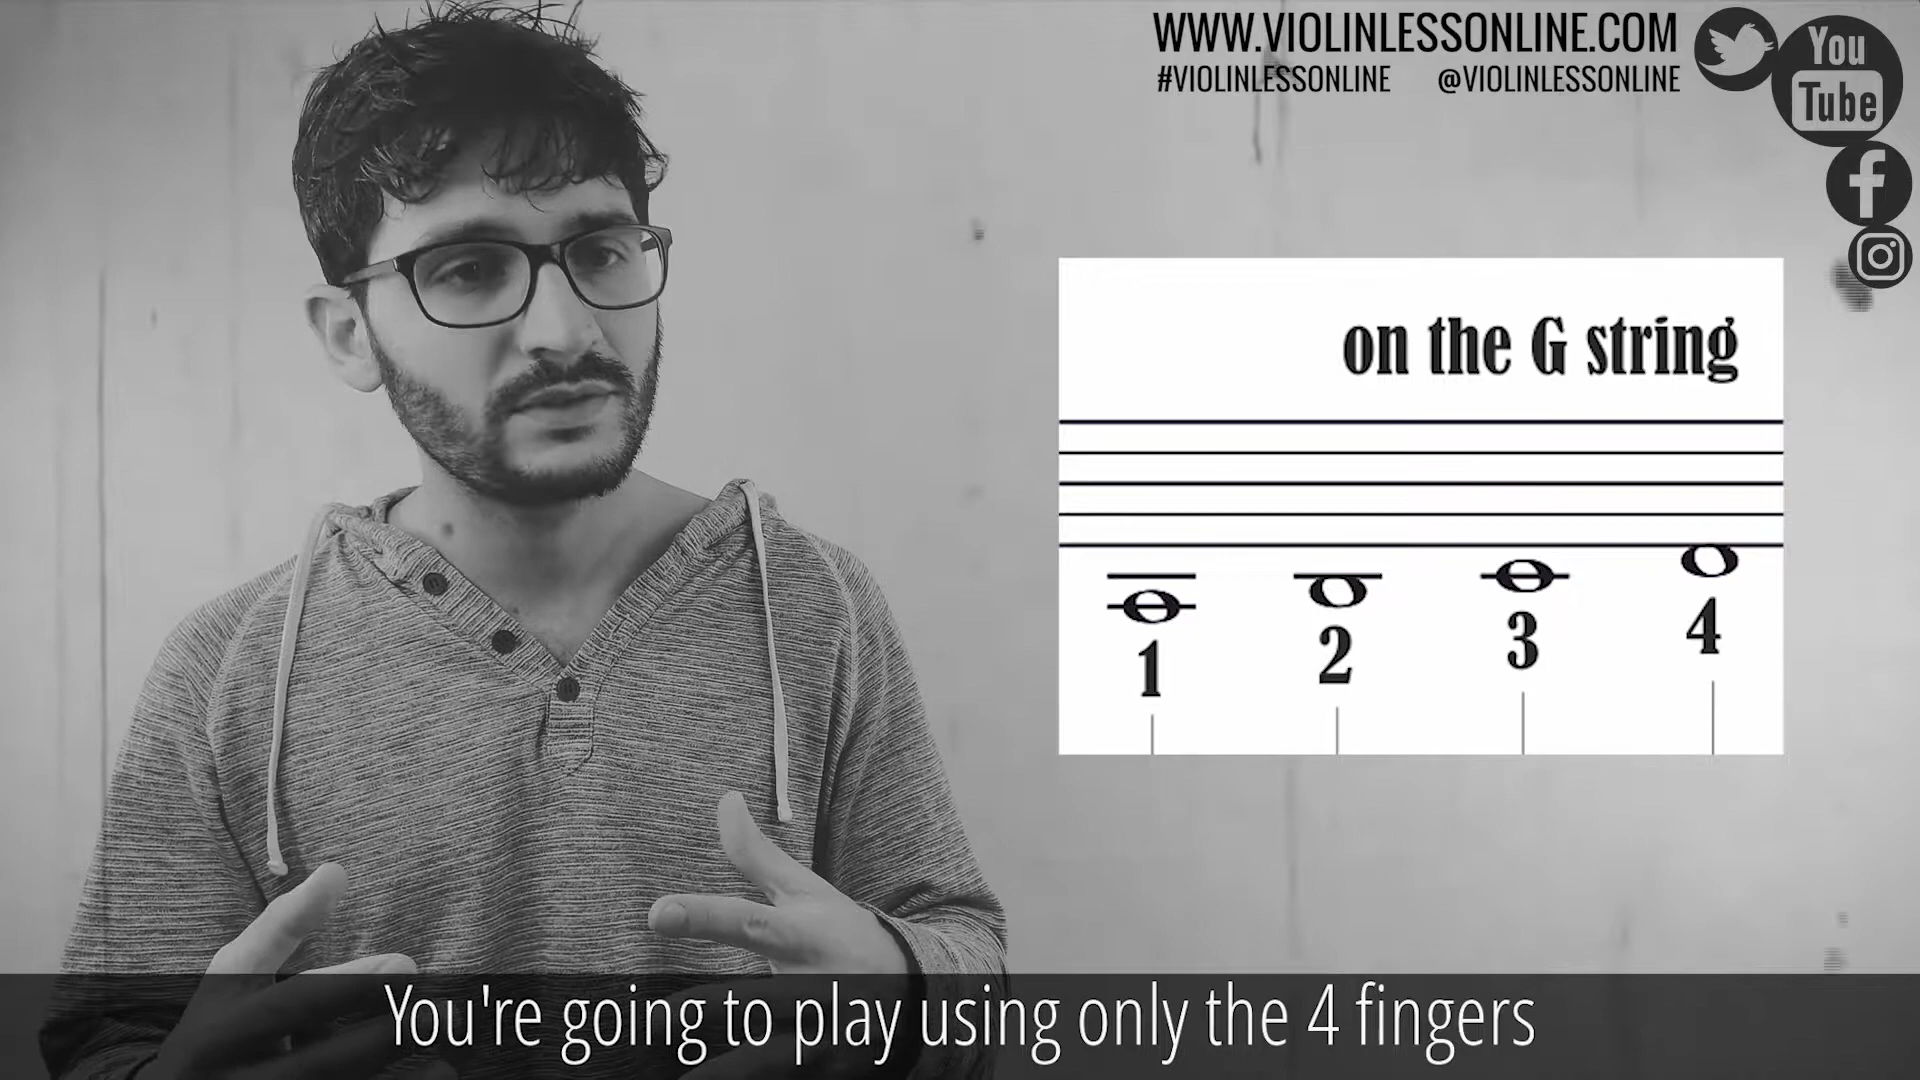 WWW.VIOLINLESSONLINE.COM
#VIOLINLESSONLINE @VIOLINLESSONLINE
You
Tube
on the G string
1 2 3 4
You're going to play using only the 4 fingers